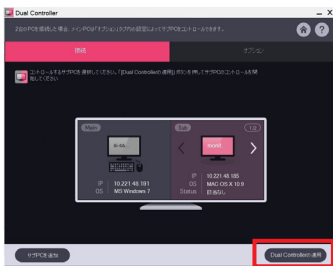 Dual Controller
2台のPCを接続した場合、メインPCは「オプション」タブ内の設定によってサブPCをコントロールできます。
接続
オプション
コントロールするサブPCを選択してください。「[Dual Controllerの適用]」ボタンを押してサブPCのコントロールを開始してください
Main
Sub
IP 10.221.48.181
OS MS Windows 7
monit
IP 10.221.48.185
OS MAC OS X 10.9
Status 割当なし
サブPCを追加
Dual Controllerの適用